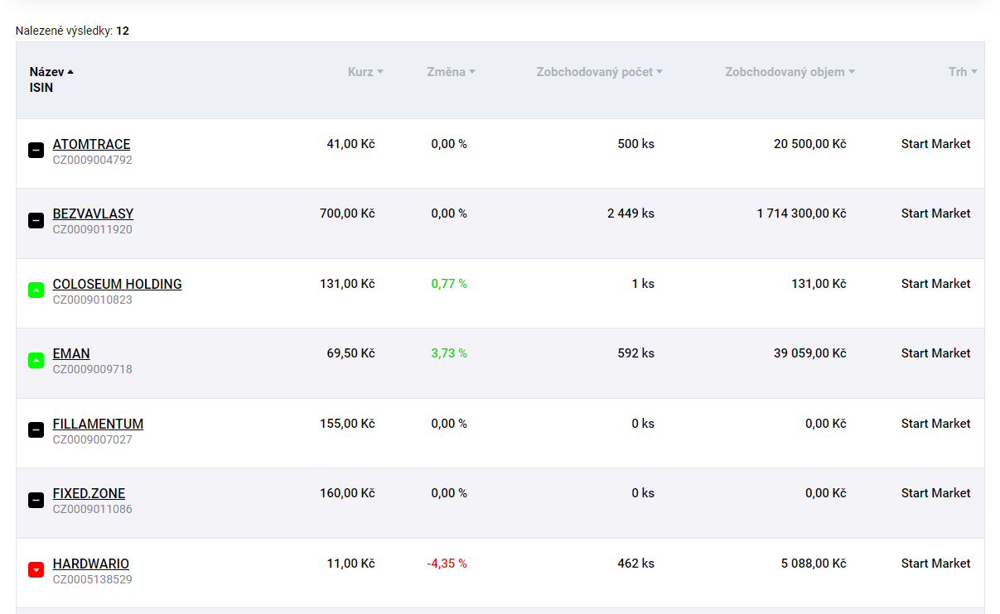 Nalezené výsledky: 12
Název Kurz Změna Zobchodovaný počet Zobchodovaný objem Trh
ISIN
ATOMTRACE 41,00 Kč 0,00 % 500 ks 20 500,00 Kč Start Market
CZ0009004792
BEZVAVLASY 700,00 Kč 0,00 % 2 449 ks 1 714 300,00 Kč Start Market
CZ0009011920
COLOSEUM HOLDING 131,00 Kč 0,77 % 1 ks 131,00 Kč Start Market
CZ0009010823
EMAN 69,50 Kč 3,73 % 592 ks 39 059,00 Kč Start Market
CZ0009009718
FILLAMENTUM 155,00 Kč 0,00 % 0 ks 0,00 Kč Start Market
CZ0009007027
FIXED.ZONE 160,00 Kč 0,00 % 0 ks 0,00 Kč Start Market
CZ0009011086
HARDWARIO 11,00 Kč -4,35 % 462 ks 5 088,00 Kč Start Market
CZ0005138529